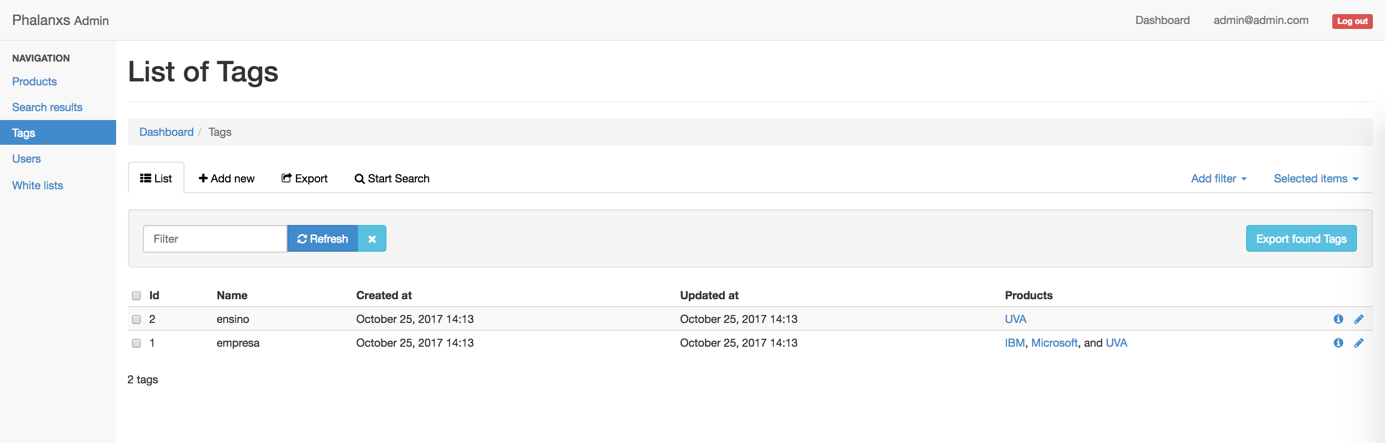 Phalanxs Admin Dashboard admin@admin.com Log out
NAVIGATION
Products
Search results
Tags
Users
White lists
List of Tags
Dashboard / Tags
List Add new Export Start Search Add filter Selected items
Filter Refresh Export found Tags
Id Name Created at Updated at Products
2 ensino October 25, 2017 14:13 October 25, 2017 14:13 UVA
1 empresa October 25, 2017 14:13 October 25, 2017 14:13 IBM, Microsoft, and UVA
2 tags